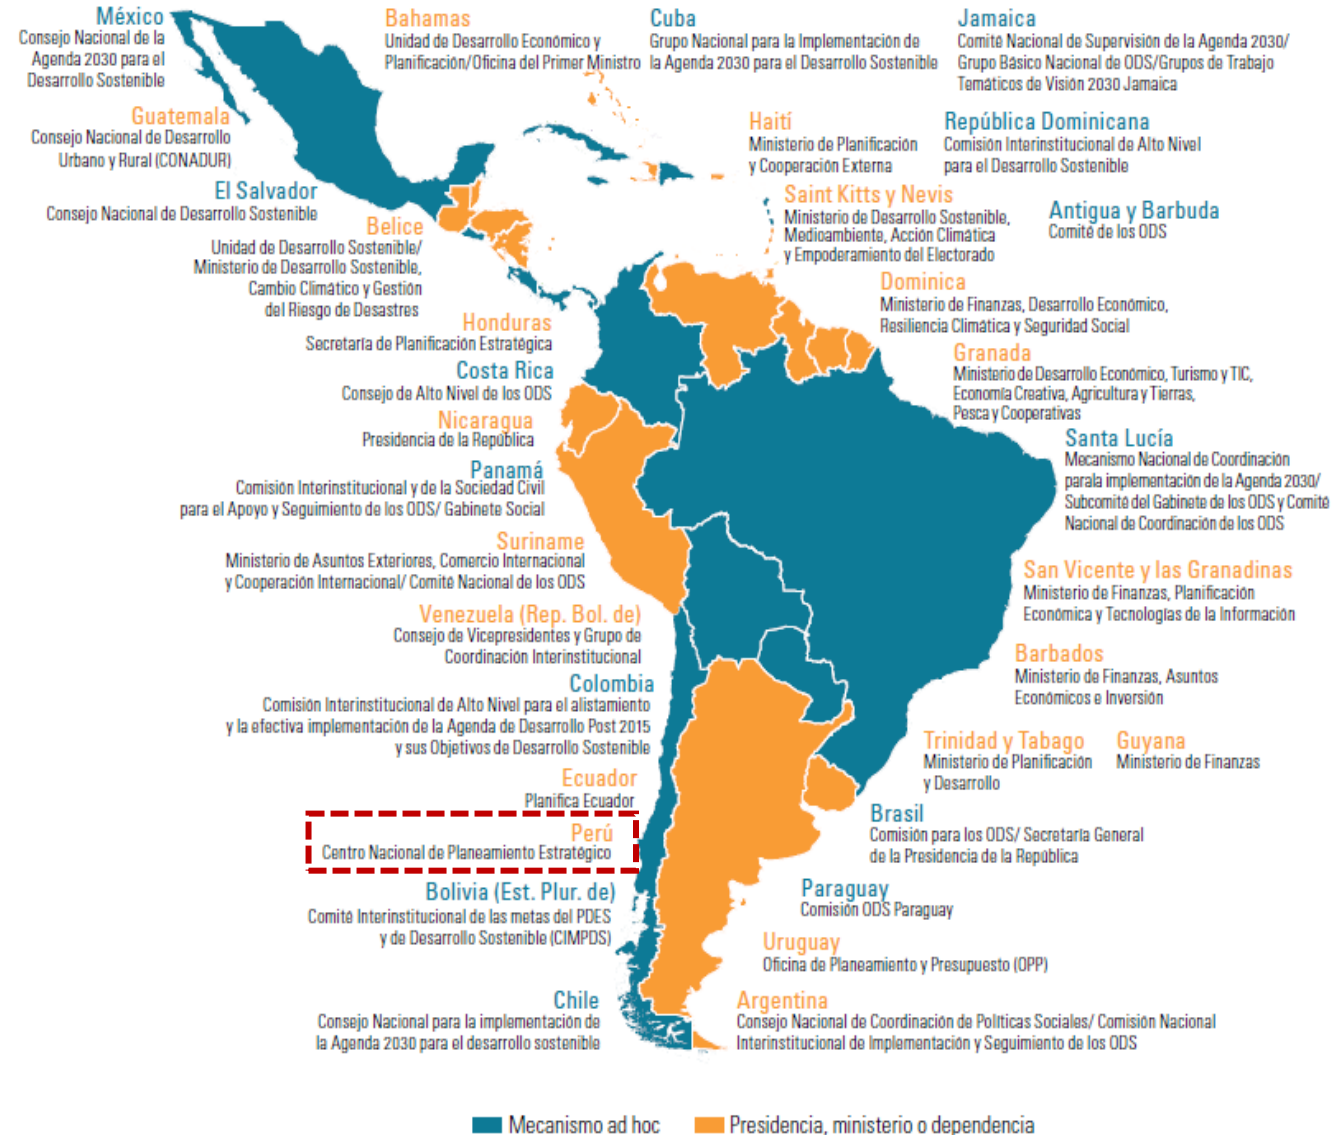 México
Consejo Nacional de la
Agenda 2030 para el
Desarrollo Sostenible
Bahamas
Unidad de Desarrollo Económico y
Planificación/Oficina del Primer Ministro
Cuba
Grupo Nacional para la Implementación de
la Agenda 2030 para el Desarrollo Sostenible
Jamaica
Comité Nacional de Supervisión de la Agenda 2030/
Grupo Básico Nacional de ODS/Grupos de Trabajo
Temáticos de Visión 2030 Jamaica
Guatemala
Consejo Nacional de Desarrollo
Urbano y Rural (CONADUR)
Haití
Ministerio de Planificación
y Cooperación Externa
República Dominicana
Comisión Interinstitucional de Alto Nivel
para el Desarrollo Sostenible
El Salvador
Consejo Nacional de Desarrollo Sostenible
Saint Kitts y Nevis
Ministerio de Desarrollo Sostenible,
Medioambiente, Acción Climática
y Empoderamiento del Electorado
Antigua y Barbuda
Comité de los ODS
Belice
Unidad de Desarrollo Sostenible/
Ministerio de Desarrollo Sostenible,
Cambio Climático y Gestión
del Riesgo de Desastres
Dominica
Ministerio de Finanzas, Desarrollo Económico,
Resiliencia Climática y Seguridad Social
Honduras
Secretaría de Planificación Estratégica
Granada
Ministerio de Desarrollo Económico, Turismo y TIC,
Economía Creativa, Agricultura y Tierras,
Pesca y Cooperativas
Costa Rica
Consejo de Alto Nivel de los ODS
Nicaragua
Presidencia de la República
Santa Lucía
Mecanismo Nacional de Coordinación
parala implementación de la Agenda 2030/
Subcomité del Gabinete de los ODS y Comité
Nacional de Coordinación de los ODS
Panamá
Comisión Interinstitucional y de la Sociedad Civil
para el Apoyo y Seguimiento de los ODS/ Gabinete Social
Suriname
Ministerio de Asuntos Exteriores, Comercio Internacional
y Cooperación Internacional/ Comité Nacional de los ODS
San Vicente y las Granadinas
Ministerio de Finanzas, Planificación
Económica y Tecnologías de la Información
Venezuela (Rep. Bol. de)
Consejo de Vicepresidentes y Grupo de
Coordinación Interinstitucional
Barbados
Ministerio de Finanzas, Asuntos
Económicos e Inversión
Colombia
Comisión Interinstitucional de Alto Nivel para el alistamiento
y la efectiva implementación de la Agenda de Desarrollo Post 2015
y sus Objetivos de Desarrollo Sostenible
Trinidad y Tabago
Ministerio de Planificación
y Desarrollo
Guyana
Ministerio de Finanzas
Ecuador
Planifica Ecuador
Brasil
Comisión para los ODS/ Secretaría General
de la Presidencia de la República
Perú
Centro Nacional de Planeamiento Estratégico
Bolivia (Est. Plur. de)
Comité Interinstitucional de las metas del PDES
y de Desarrollo Sostenible (CIMPDS)
Paraguay
Comisión ODS Paraguay
Uruguay
Oficina de Planeamiento y Presupuesto (OPP)
Chile
Consejo Nacional para la implementación de
la Agenda 2030 para el desarrollo sostenible
Argentina
Consejo Nacional de Coordinación de Políticas Sociales/ Comisión Nacional
Interinstitucional de Implementación y Seguimiento de los ODS
Mecanismo ad hoc
Presidencia, ministerio o dependencia